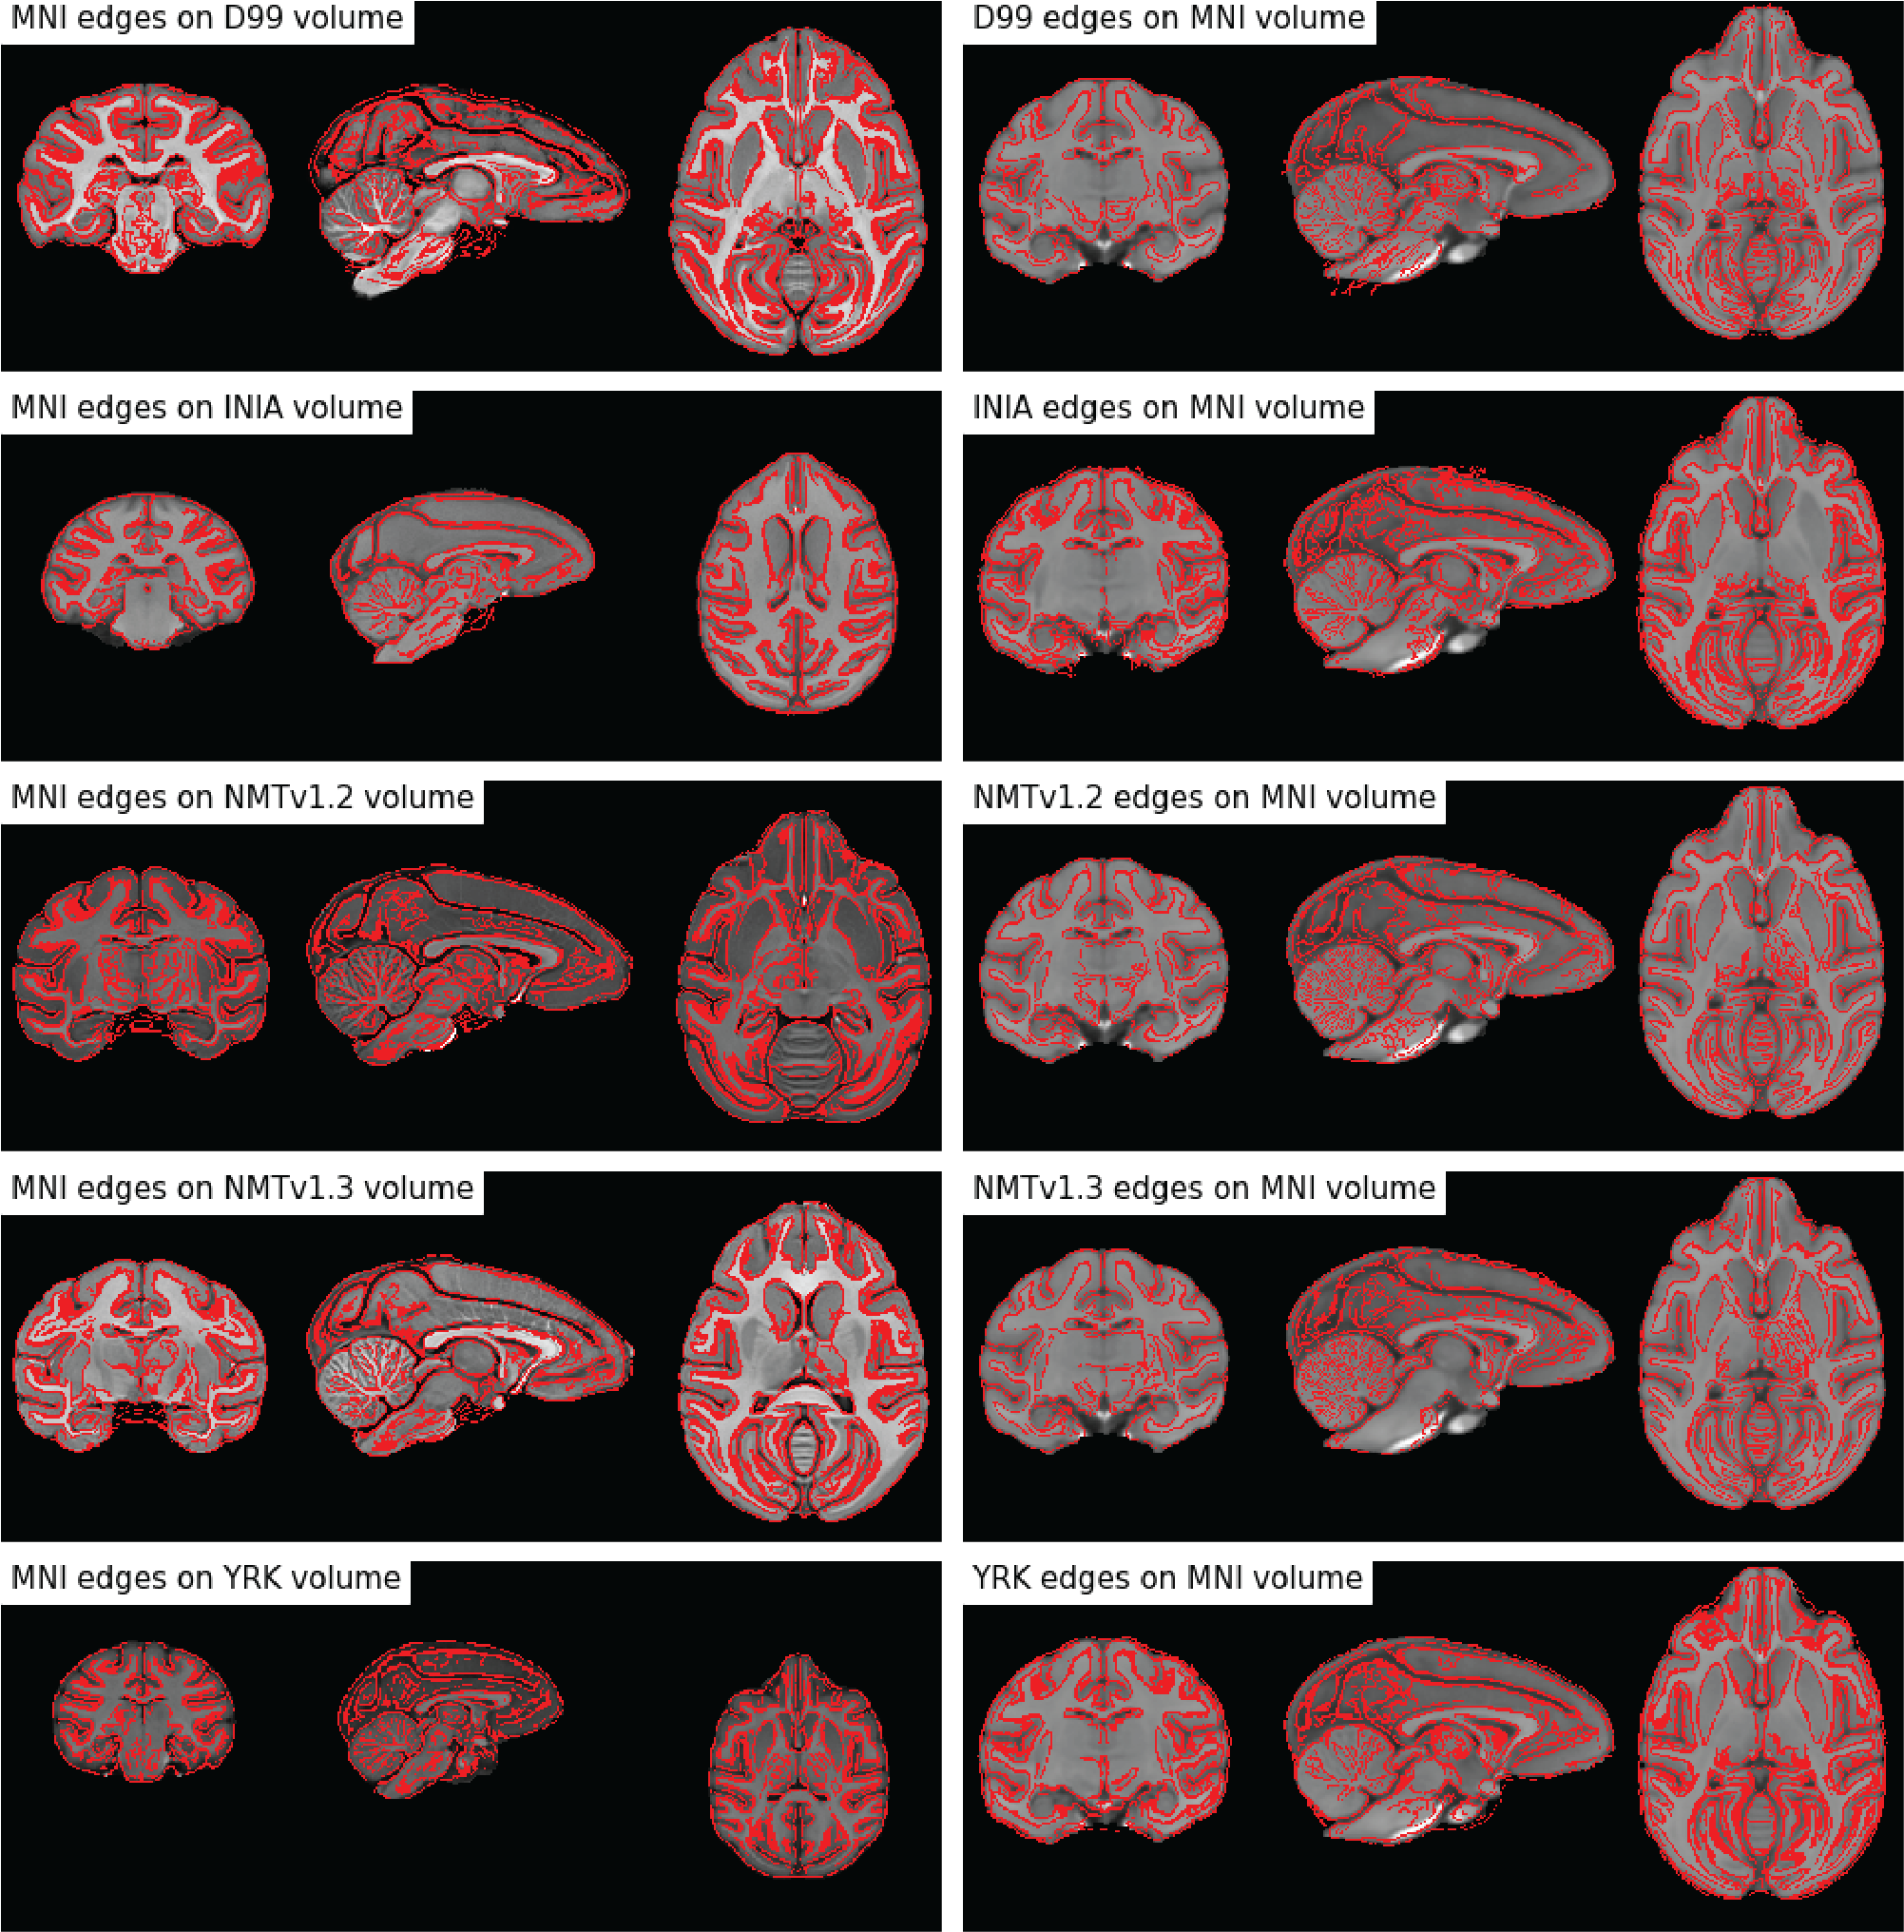 MNI edges on D99 volume
D99 edges on MNI volume
MNI edges on INIA volume
INIA edges on MNI volume
MNI edges on NMTv1.2 volume
NMTv1.2 edges on MNI volume
MNI edges on NMTv1.3 volume
NMTv1.3 edges on MNI volume
MNI edges on YRK volume
YRK edges on MNI volume